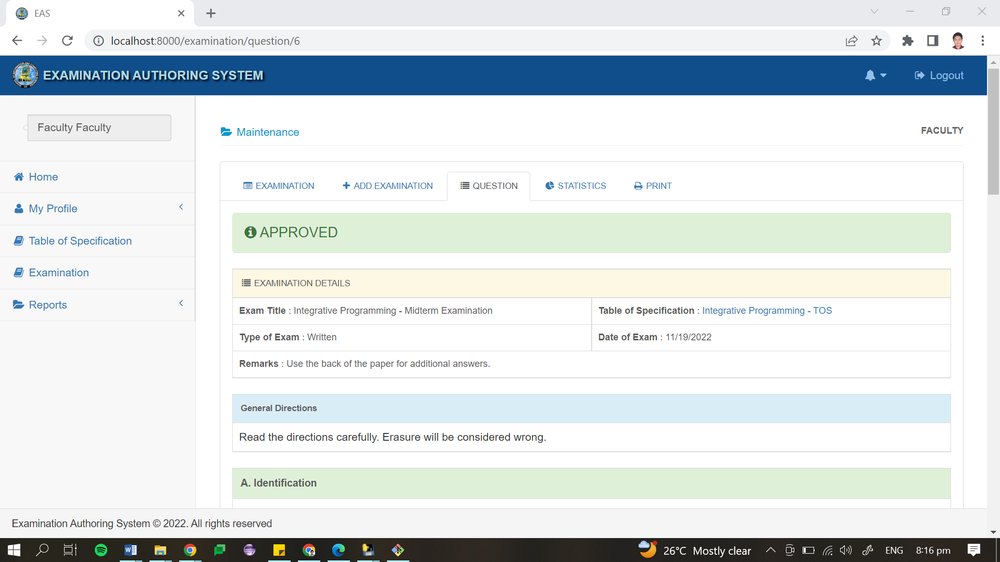 EAS
localhost:8000/examination/question/6
EXAMINATION AUTHORING SYSTEM
Logout
Faculty Faculty
Home
My Profile
Table of Specification
Examination
Reports
Maintenance
FACULTY
EXAMINATION
ADD EXAMINATION
QUESTION
STATISTICS
PRINT
APPROVED
EXAMINATION DETAILS
Exam Title : Integrative Programming - Midterm Examination
Table of Specification : Integrative Programming - TOS
Type of Exam : Written
Date of Exam : 11/19/2022
Remarks : Use the back of the paper for additional answers.
General Directions
Read the directions carefully. Erasure will be considered wrong.
A. Identification
Examination Authoring System © 2022. All rights reserved
26°C Mostly clear
ENG
8:16 pm